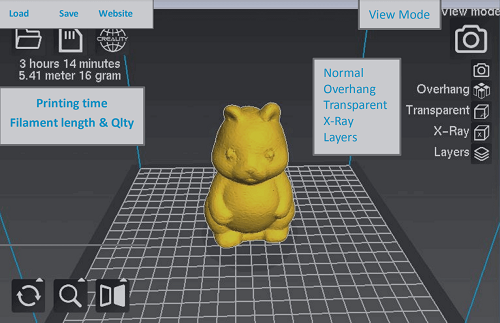 Load Save Website
View Mode
View mode
CREALITY
3 hours 14 minutes
5.41 meter 16 gram
Printing time
Filament length & Qlty
Normal
Overhang
Transparent
X-Ray
Layers
Overhang
Transparent
X-Ray
Layers